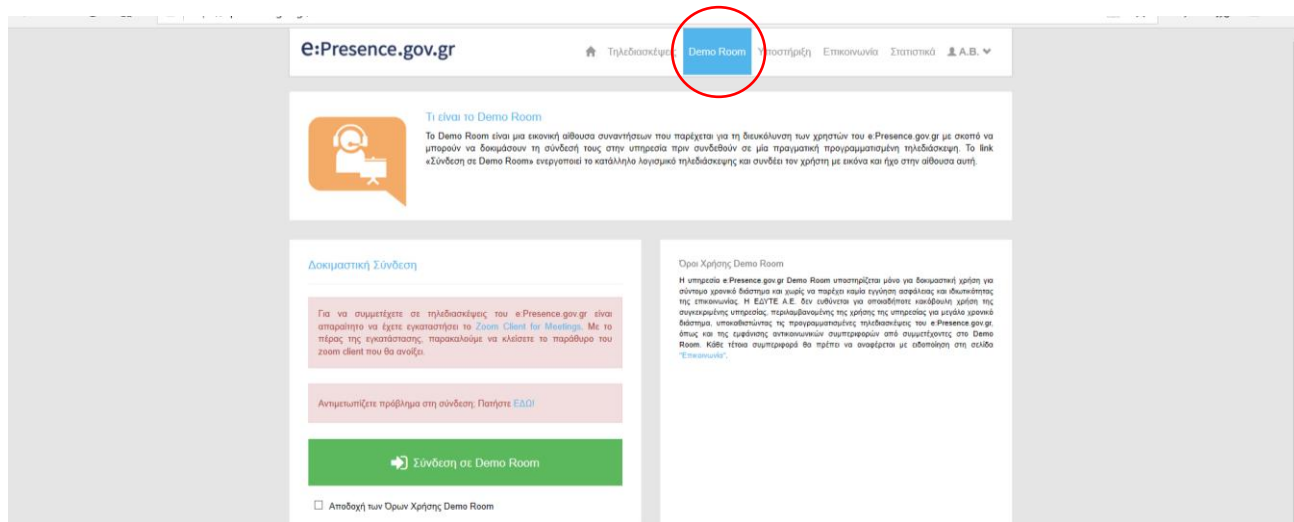 e:Presence.gov.gr
Τηλεδιασκέψεις Demo Room Υποστήριξη Επικοινωνία Στατιστικά A.B.
Τι είναι το Demo Room
Το Demo Room είναι μια εικονική αίθουσα συναντήσεων που παρέχεται για τη διευκόλυνση των χρηστών του e:Presence.gov.gr με σκοπό να
μπορούν να δοκιμάσουν τη σύνδεσή τους στην υπηρεσία πριν συνδεθούν σε μία πραγματική προγραμματισμένη τηλεδιάσκεψη. Το link
«Σύνδεση σε Demo Room» ενεργοποιεί το κατάλληλο λογισμικό τηλεδιάσκεψης και συνδέει τον χρήστη με εικόνα και ήχο στην αίθουσα αυτή.
Δοκιμαστική Σύνδεση
Για να συμμετέχετε σε τηλεδιασκέψεις του e:Presence.gov.gr είναι
απαραίτητο να έχετε εγκαταστήσει το Zoom Client for Meetings. Με το
πέρας της εγκατάστασης, παρακαλούμε να κλείσετε το παράθυρο του
zoom client που θα ανοίξει.
Αντιμετωπίζετε πρόβλημα στη σύνδεση; Πατήστε ΕΔΩ!
Σύνδεση σε Demo Room
Αποδοχή των Όρων Χρήσης Demo Room
Όροι Χρήσης Demo Room
Η υπηρεσία e:Presence.gov.gr Demo Room υποστηρίζεται μόνο για δοκιμαστική χρήση για
σύντομο χρονικό διάστημα και χωρίς να παρέχει καμία εγγύηση ασφάλειας και ιδιωτικότητας
της επικοινωνίας. Η ΕΔΥΤΕ Α.Ε. δεν ευθύνεται για οποιαδήποτε κακόβουλη χρήση της
συγκεκριμένης υπηρεσίας, περιλαμβανομένης της χρήσης της υπηρεσίας για μεγάλο χρονικό
διάστημα, υποκαθιστώντας τις προγραμματισμένες τηλεδιασκέψεις του e:Presence.gov.gr,
όπως και της εμφάνισης αντικοινωνικών συμπεριφορών από συμμετέχοντες στο Demo
Room. Κάθε τέτοια συμπεριφορά θα πρέπει να αναφέρεται με ειδοποίηση στη σελίδα
"Επικοινωνία".